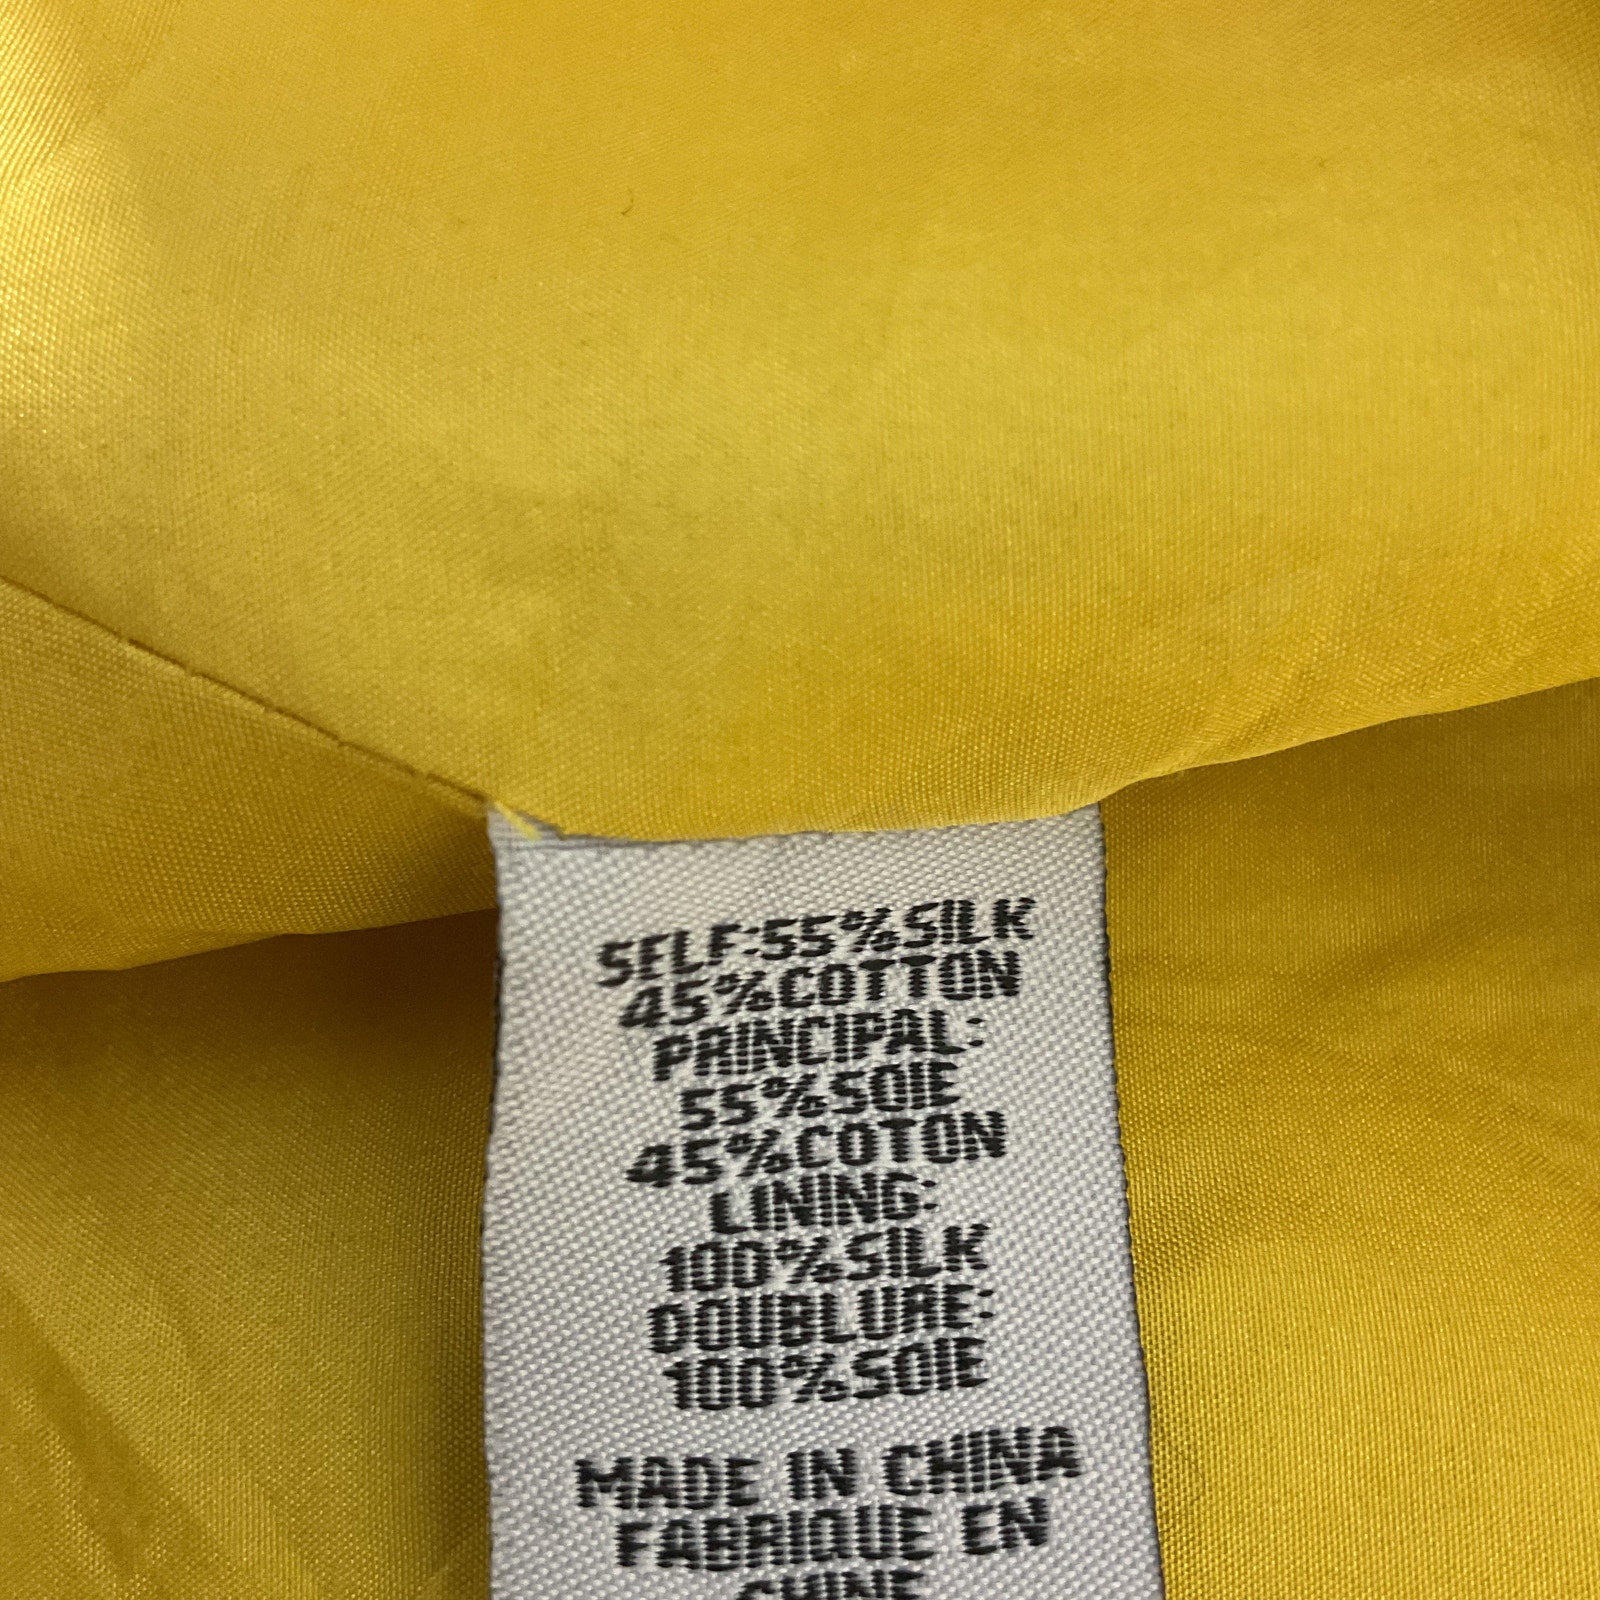 SELF:55%SILK
45%COTTON
PRINCIPAL:
55%SOIE
45%COTON
LINING:
100%SILK
DOUBLURE:
100%SOIE
MADE IN CHINA
FABRIQUE EN
CHINE